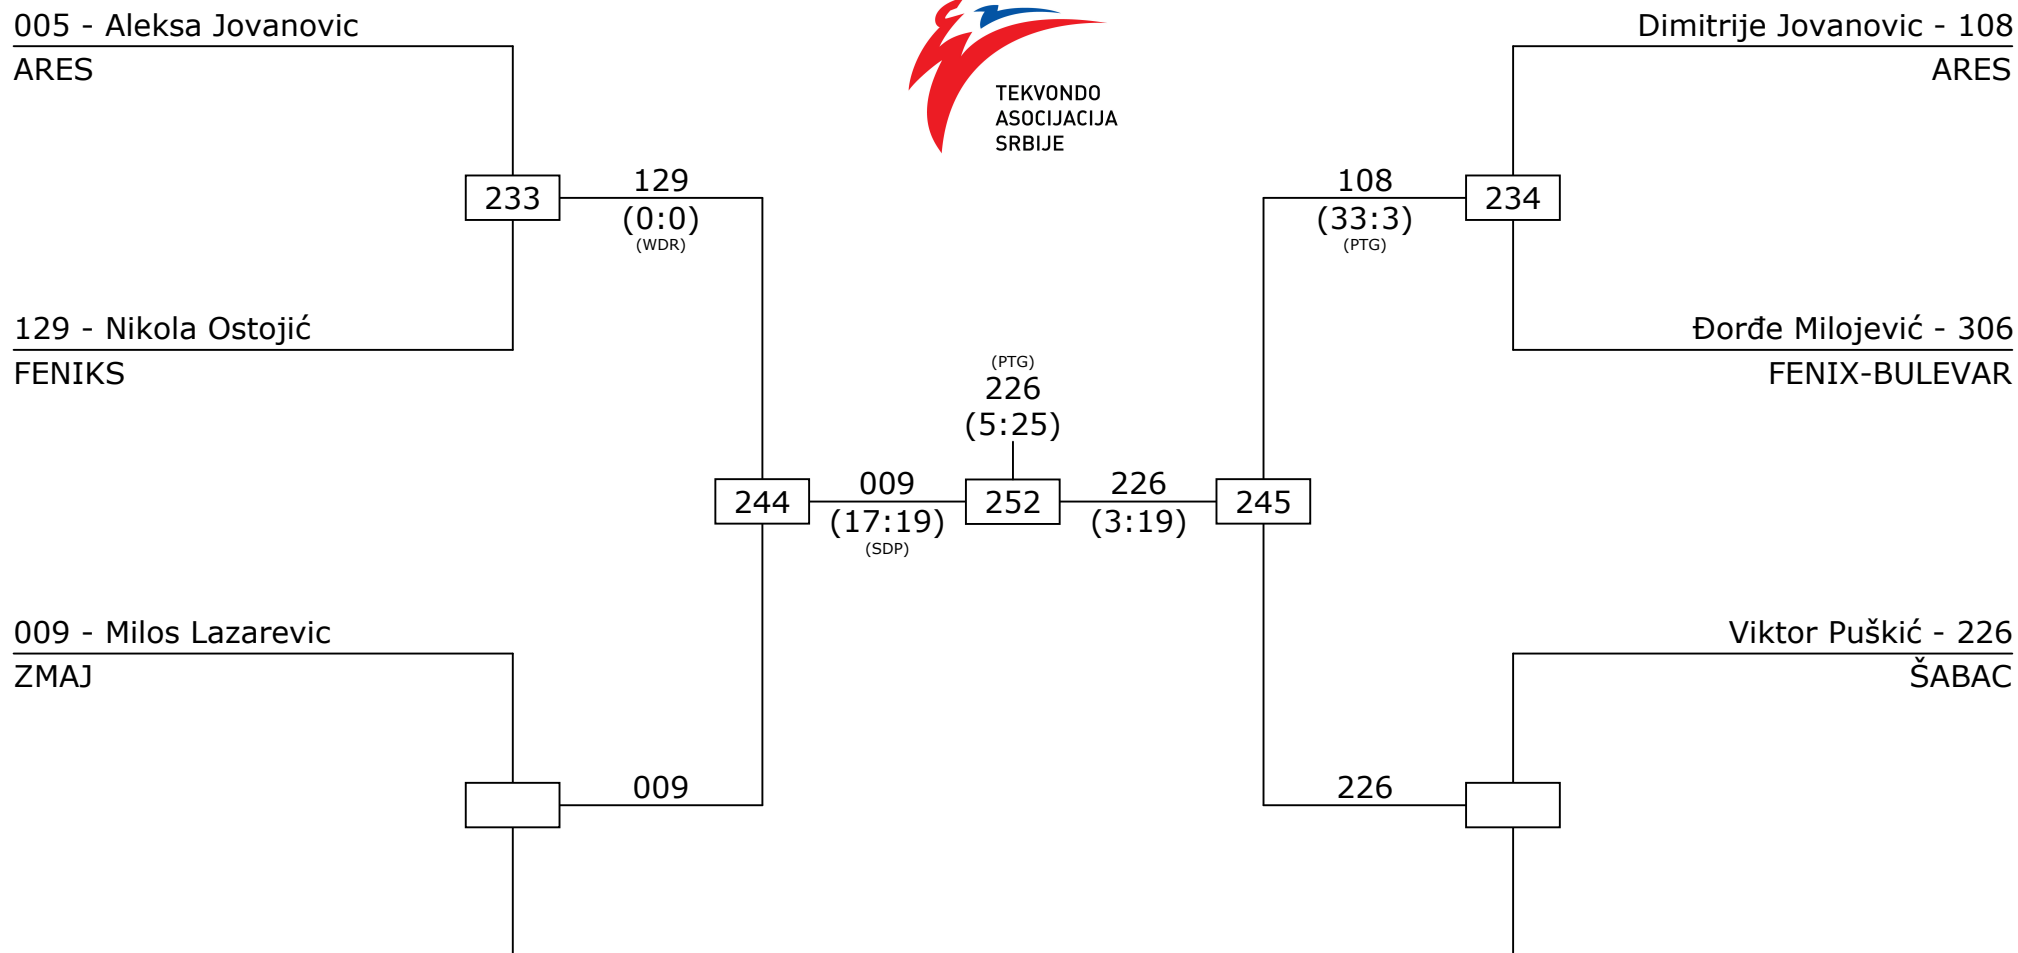 005 - Aleksa Jovanovic
ARES
TEKVONDO
ASOCIJACIJA
SRBIJE
Dimitrije Jovanovic - 108
ARES
233
129
(0:0)
(WDR)
108
(33:3)
(PTG)
234
129 - Nikola Ostojić
FENIKS
Đorđe Milojević - 306
FENIX-BULEVAR
(PTG)
226
(5:25)
244
009
(17:19)
(SDP)
252
226
(3:19)
245
009 - Milos Lazarevic
ZMAJ
Viktor Puškić - 226
ŠABAC
009
226